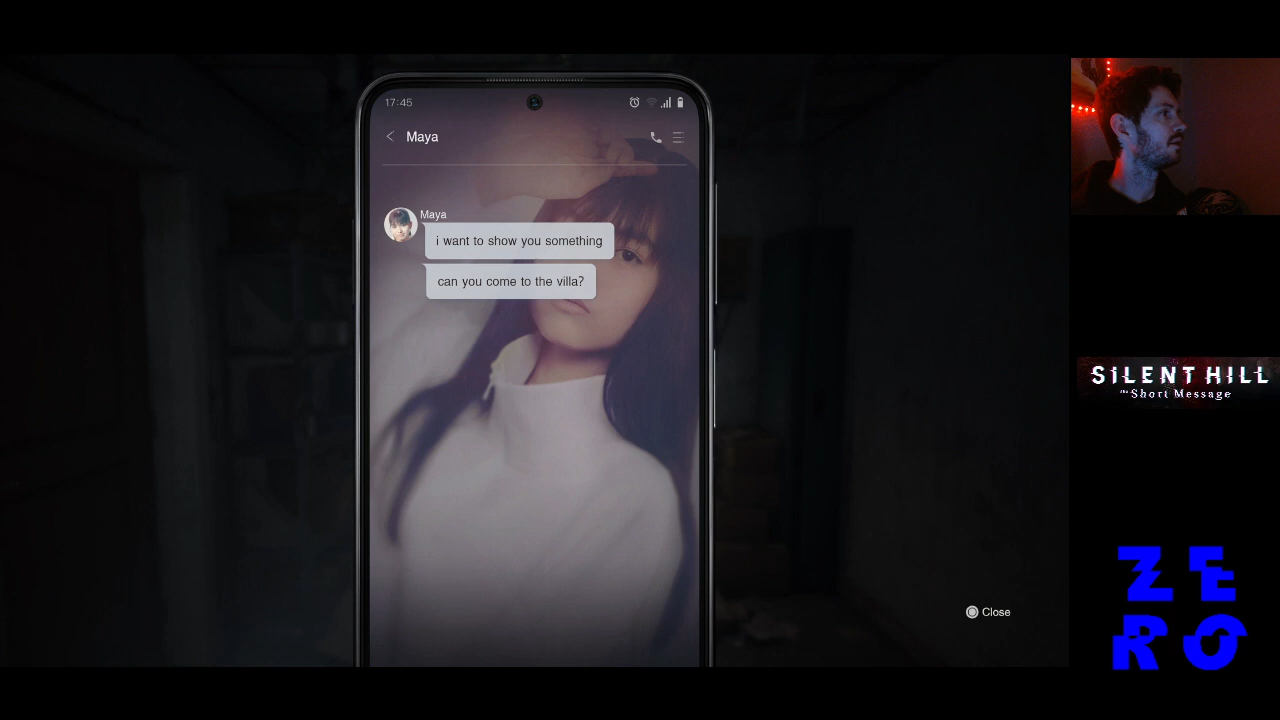 17:45
Maya
Maya
i want to show you something
can you come to the villa?
Close
SiLENT HILL
The Short Message
ZE
RO